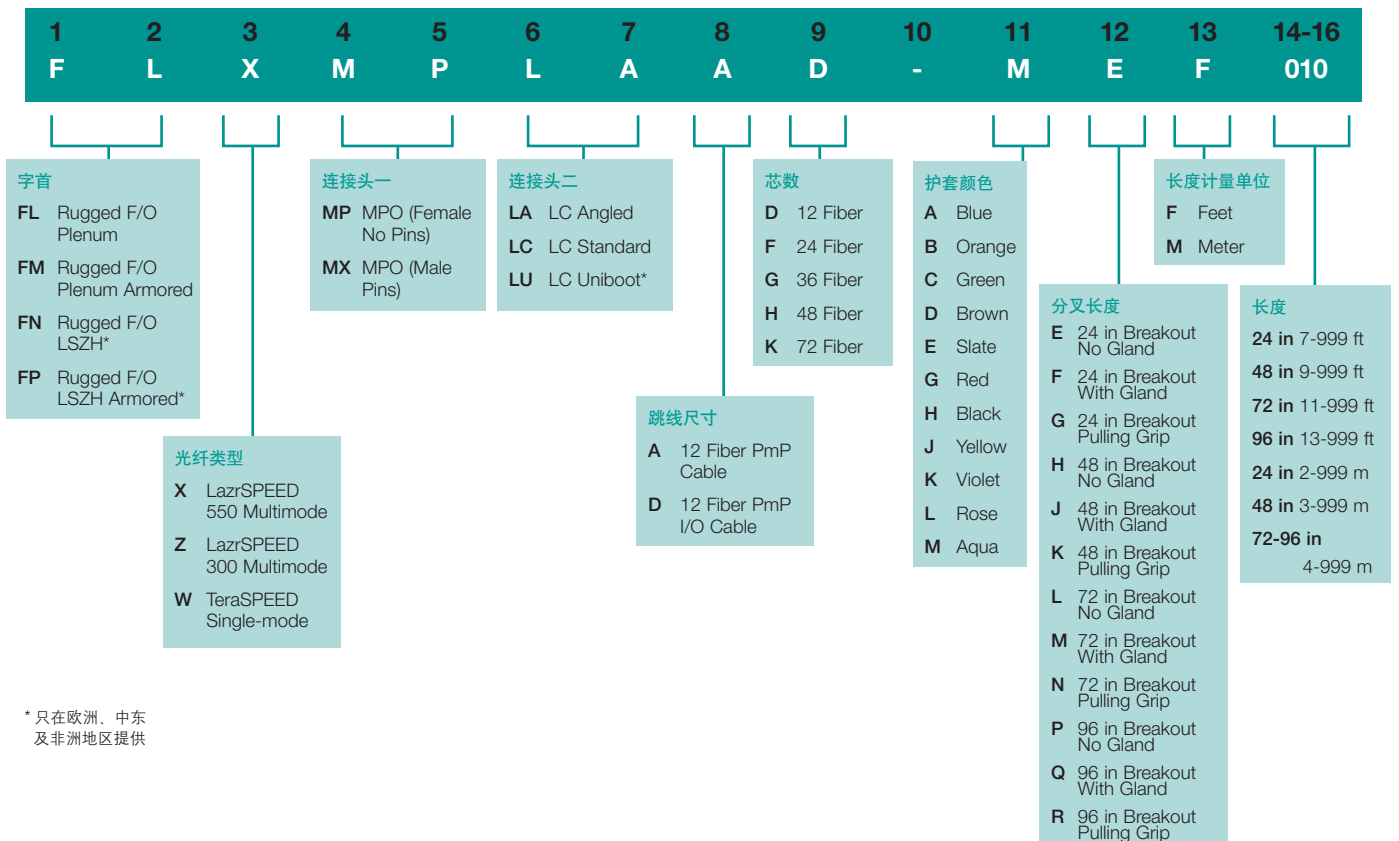 1 2 3 4 5 6 7 8 9 10 11 12 13 14-16
F L X M P L A A D - M E F 010
字首
FL Rugged F/O
Plenum
FM Rugged F/O
Plenum Armored
FN Rugged F/O
LSZH*
FP Rugged F/O
LSZH Armored*
光纤类型
X LazrSPEED
550 Multimode
Z LazrSPEED
300 Multimode
W TeraSPEED
Single-mode
连接头一
MP MPO (Female
No Pins)
MX MPO (Male
Pins)
连接头二
LA LC Angled
LC LC Standard
LU LC Uniboot*
跳线尺寸
A 12 Fiber PmP
Cable
D 12 Fiber PmP
I/O Cable
芯数
D 12 Fiber
F 24 Fiber
G 36 Fiber
H 48 Fiber
K 72 Fiber
护套颜色
A Blue
B Orange
C Green
D Brown
E Slate
G Red
H Black
J Yellow
K Violet
L Rose
M Aqua
分叉长度
E 24 in Breakout
No Gland
F 24 in Breakout
With Gland
G 24 in Breakout
Pulling Grip
H 48 in Breakout
No Gland
J 48 in Breakout
With Gland
K 48 in Breakout
Pulling Grip
L 72 in Breakout
No Gland
M 72 in Breakout
With Gland
N 72 in Breakout
Pulling Grip
P 96 in Breakout
No Gland
Q 96 in Breakout
With Gland
R 96 in Breakout
Pulling Grip
长度计量单位
F Feet
M Meter
长度
24 in 7-999 ft
48 in 9-999 ft
72 in 11-999 ft
96 in 13-999 ft
24 in 2-999 m
48 in 3-999 m
72-96 in
4-999 m
* 只在欧洲、中东
及非洲地区提供